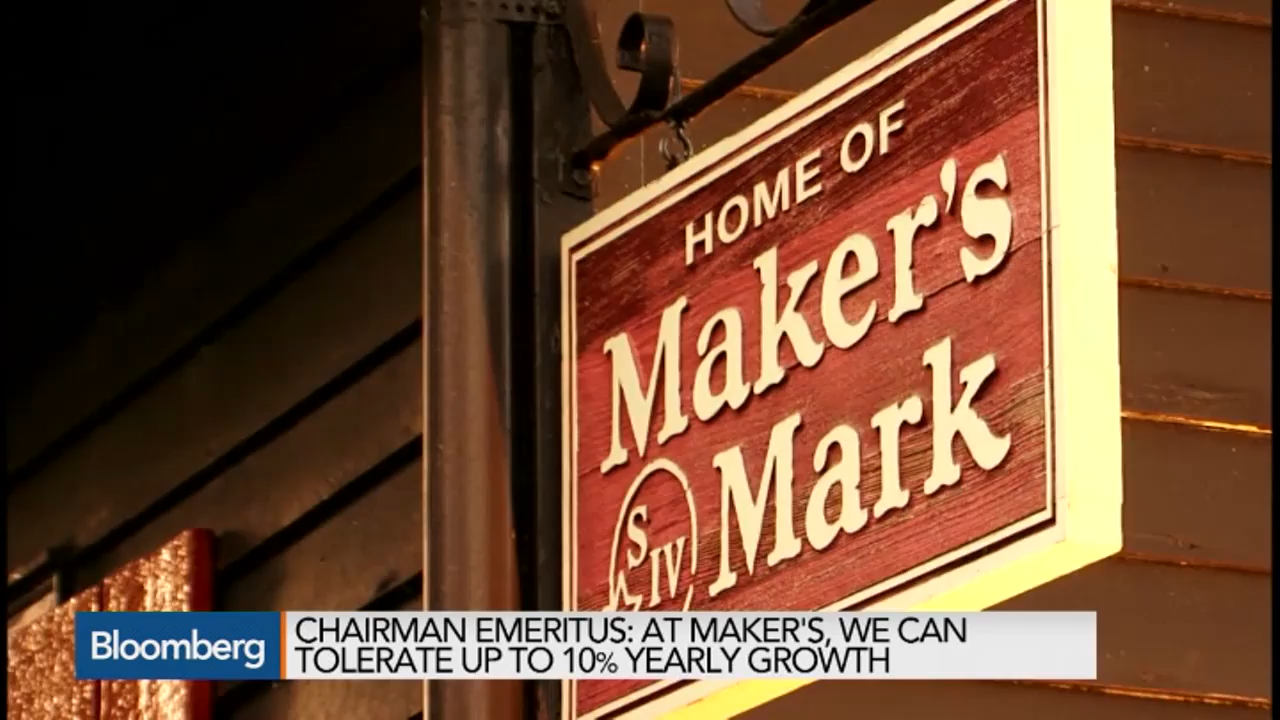 HOME OF
Maker's
S IV Mark
Bloomberg
CHAIRMAN EMERITUS: AT MAKER'S, WE CAN
TOLERATE UP TO 10% YEARLY GROWTH